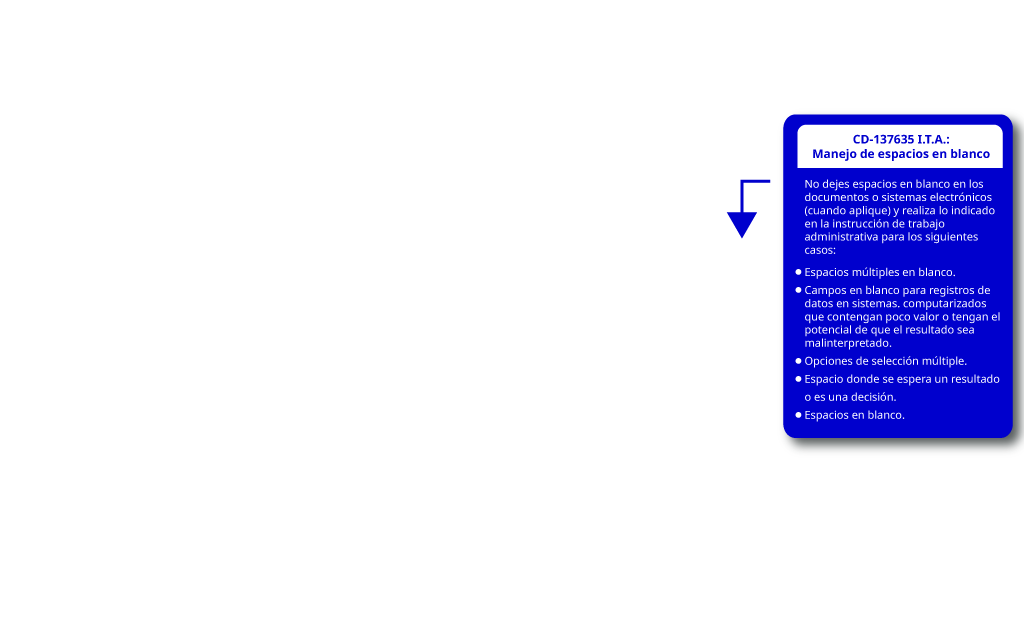 CD-137635 I.T.A.:
Manejo de espacios en blanco
No dejes espacios en blanco en los
documentos o sistemas electrónicos
(cuando aplique) y realiza lo indicado
en la instrucción de trabajo
administrativa para los siguientes
casos:
● Espacios múltiples en blanco.
● Campos en blanco para registros de
datos en sistemas. computarizados
que contengan poco valor o tengan el
potencial de que el resultado sea
malinterpretado.
● Opciones de selección múltiple.
● Espacio donde se espera un resultado
o es una decisión.
● Espacios en blanco.